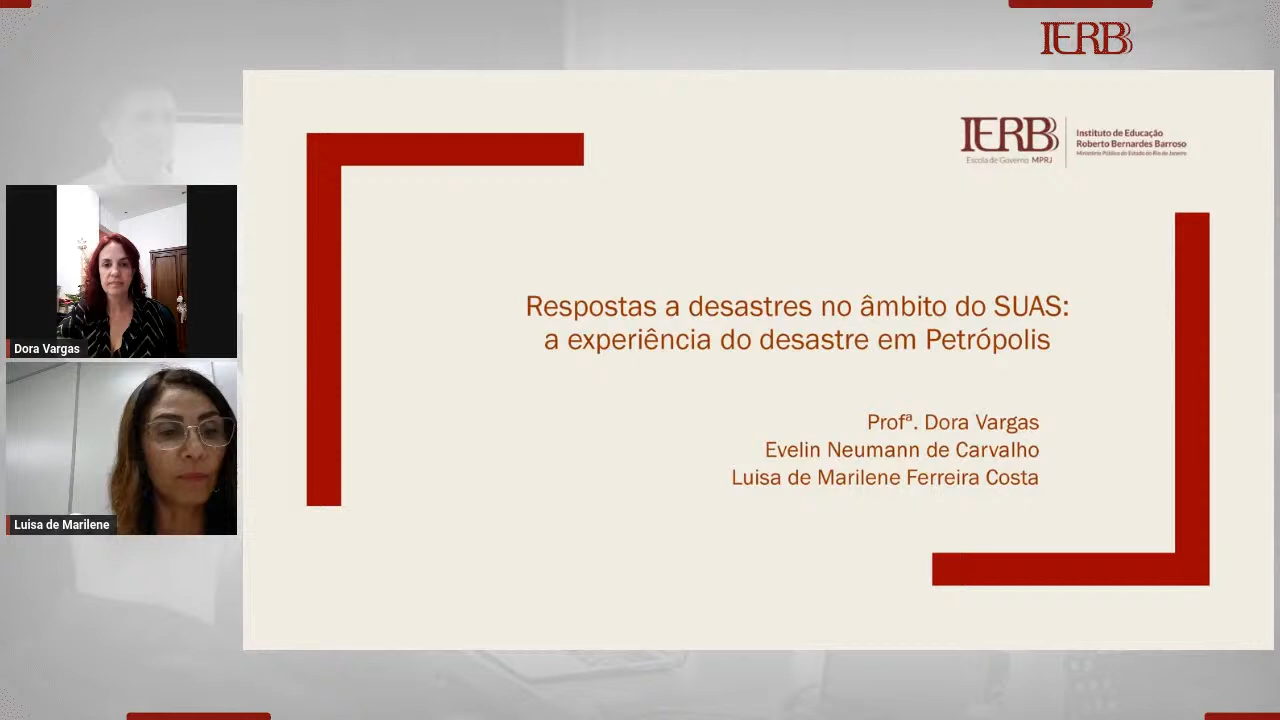 IERB
IERB
Escola de Governo MPRJ
Instituto de Educação
Roberto Bernardes Barroso
Ministério Público do Estado do Rio de Janeiro
Dora Vargas
Luisa de Marilene
Respostas a desastres no âmbito do SUAS:
a experiência do desastre em Petrópolis
Profª. Dora Vargas
Evelin Neumann de Carvalho
Luisa de Marilene Ferreira Costa